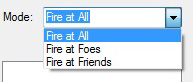 Mode: Fire at All
Fire at All
Fire at Foes
Fire at Friends